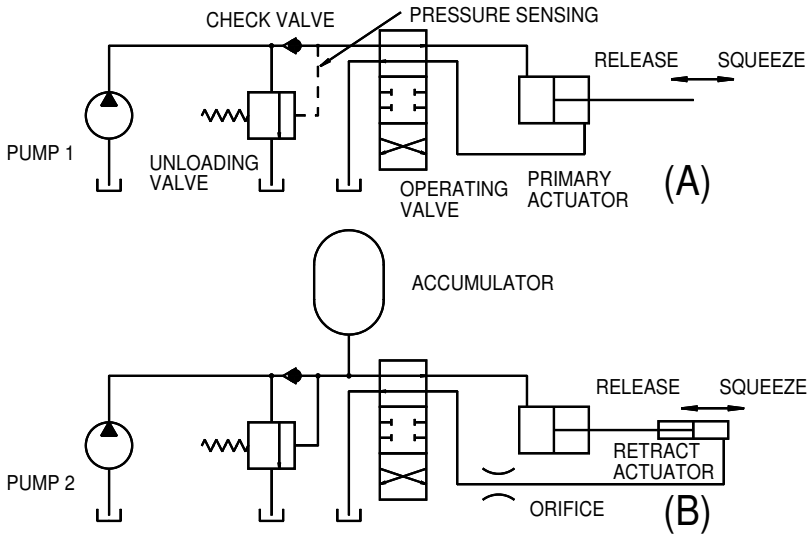 CHECK VALVE
PRESSURE SENSING
RELEASE
SQUEEZE
PUMP 1
UNLOADING
VALVE
OPERATING
VALVE
PRIMARY
ACTUATOR
(A)
ACCUMULATOR
RELEASE
SQUEEZE
RETRACT
ACTUATOR
PUMP 2
ORIFICE
(B)